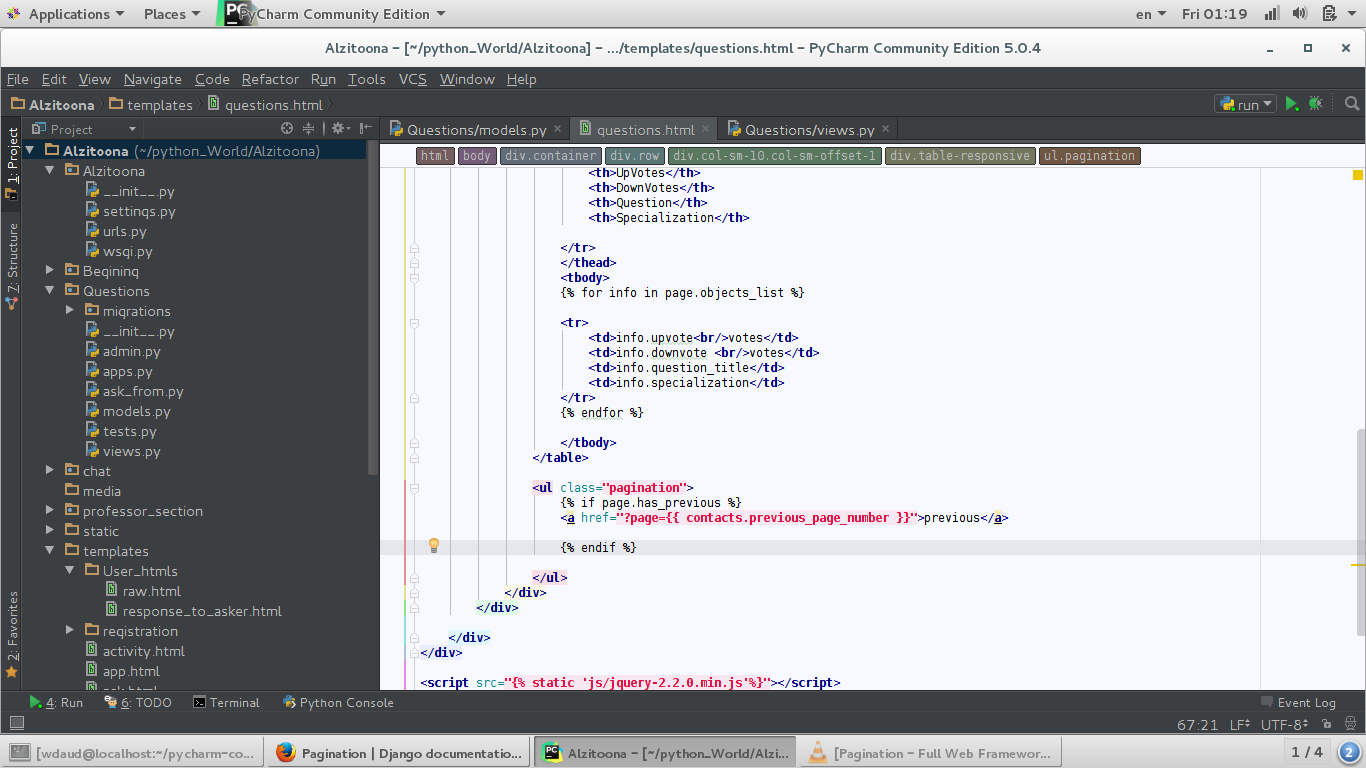 Applications Places PyCharm Community Edition en Fri 01:19
Alzitoona – [~/python_World/Alzitoona] – .../templates/questions.html – PyCharm Community Edition 5.0.4
File Edit View Navigate Code Refactor Run Tools VCS Window Help
Alzitoona templates questions.html run
Project Questions/models.py questions.html Questions/views.py
html body div.container div.row div.col-sm-10.col-sm-offset-1 div.table-responsive ul.pagination
1: Project
7: Structure
2: Favorites
Alzitoona (~/python_World/Alzitoona)
Alzitoona
__init__.py
settings.py
urls.py
wsgi.py
Begining
Questions
migrations
__init__.py
admin.py
apps.py
ask_from.py
models.py
tests.py
views.py
chat
media
professor_section
static
templates
User_htmls
raw.html
response_to_asker.html
registration
activity.html
app.html
<th>UpVotes</th>
<th>DownVotes</th>
<th>Question</th>
<th>Specialization</th>
</tr>
</thead>
<tbody>
{% for info in page.objects_list %}
<tr>
<td>info.upvote<br/>votes</td>
<td>info.downvote <br/>votes</td>
<td>info.question_title</td>
<td>info.specialization</td>
</tr>
{% endfor %}
</tbody>
</table>
<ul class="pagination">
{% if page.has_previous %}
<a href="?page={{ contacts.previous_page_number }}">previous</a>
{% endif %}
</ul>
</div>
</div>
</div>
</div>
<script src="{% static 'js/jquery-2.2.0.min.js'%}"></script>
4: Run 6: TODO Terminal Python Console Event Log
67:21 LF UTF-8
[wdaud@localhost:~/pycharm-co... Pagination | Django documentatio... Alzitoona – [~/python_World/Alzi... [Pagination – Full Web Framewor... 1 / 4 2